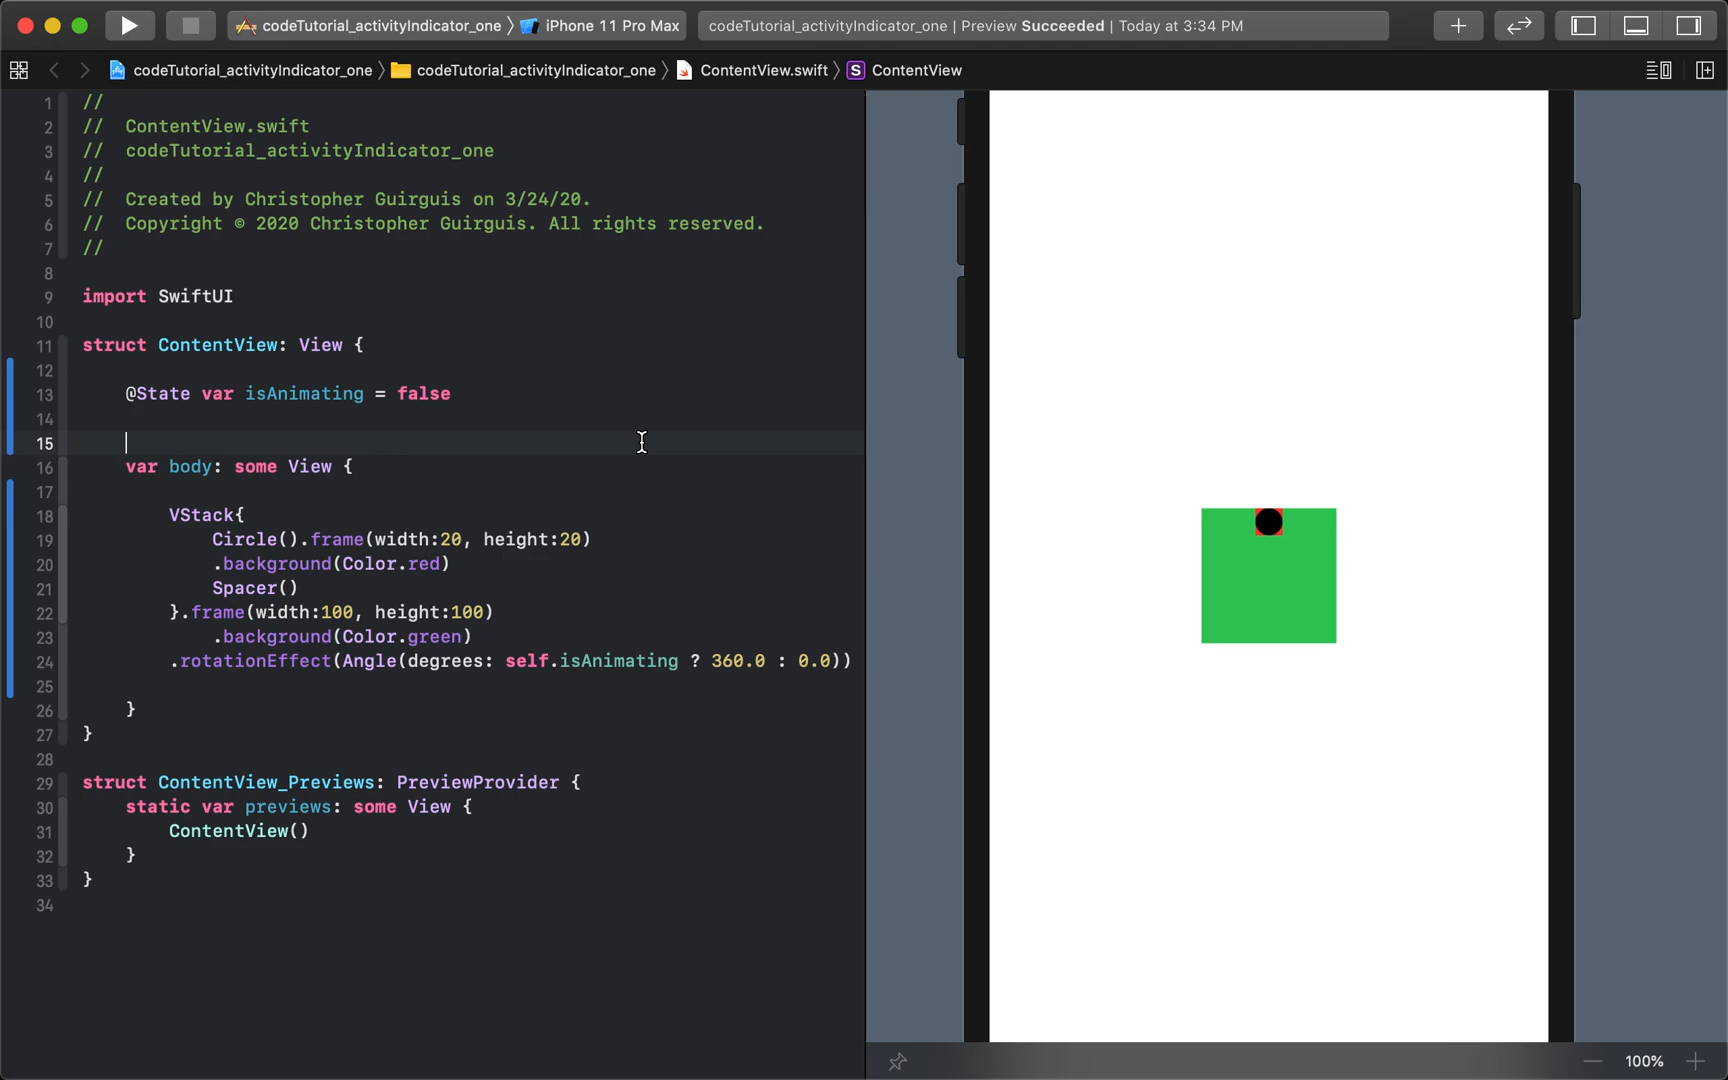 codeTutorial_activityIndicator_one 〉 iPhone 11 Pro Max
codeTutorial_activityIndicator_one | Preview Succeeded | Today at 3:34 PM
codeTutorial_activityIndicator_one 〉 codeTutorial_activityIndicator_one 〉 ContentView.swift 〉 S ContentView
1 //
2 //  ContentView.swift
3 //  codeTutorial_activityIndicator_one
4 //
5 //  Created by Christopher Guirguis on 3/24/20.
6 //  Copyright © 2020 Christopher Guirguis. All rights reserved.
7 //
8
9 import SwiftUI
10
11 struct ContentView: View {
12
13     @State var isAnimating = false
14
15
16     var body: some View {
17
18         VStack{
19             Circle().frame(width:20, height:20)
20             .background(Color.red)
21             Spacer()
22         }.frame(width:100, height:100)
23             .background(Color.green)
24         .rotationEffect(Angle(degrees: self.isAnimating ? 360.0 : 0.0))
25
26     }
27 }
28
29 struct ContentView_Previews: PreviewProvider {
30     static var previews: some View {
31         ContentView()
32     }
33 }
34
100%